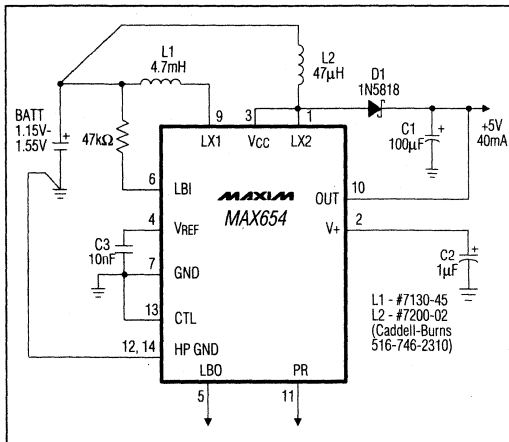 L1
4.7mH
L2
47µH
D1
1N5818
BATT
1.15V-
1.55V
+
47kΩ
9
3
1
LX1
VCC
LX2
+
C1
100µF
+5V
40mA
6
LBI
MAXIM
MAX654
OUT
10
4
VREF
V+
2
C3
10nF
7
GND
+
C2
1µF
13
CTL
12, 14
HP GND
LBO
PR
5
11
L1 - #7130-45
L2 - #7200-02
(Caddell-Burns
516-746-2310)